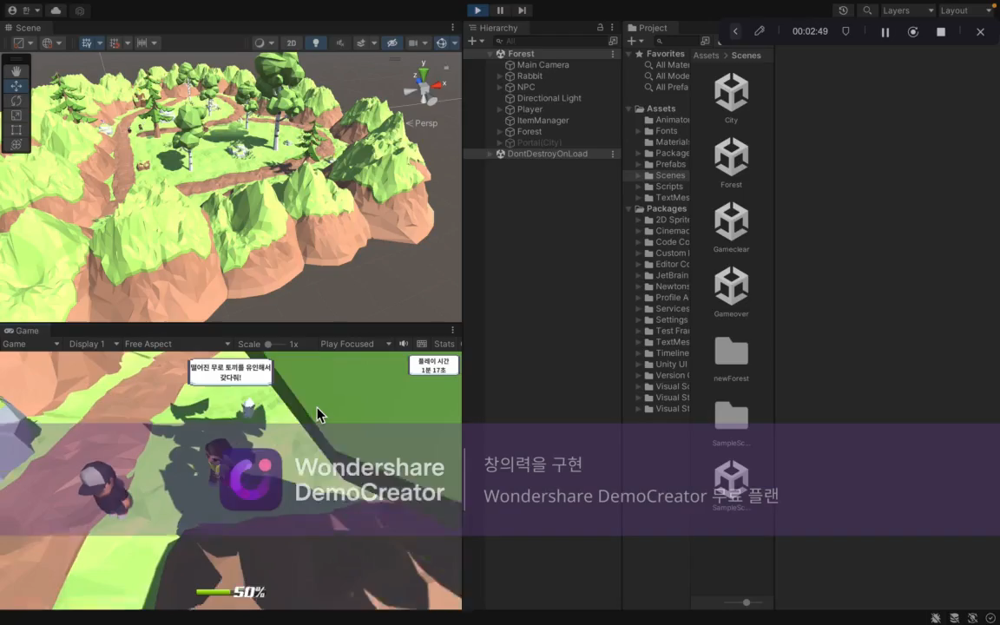 한
Layers
Layout
Scene
2D
y
x
z
Persp
Hierarchy
All
Forest
Main Camera
Rabbit
NPC
Directional Light
Player
ItemManager
Forest
Portal(City)
DontDestroyOnLoad
Project
00:02:49
Favorites
All Mater
All Mode
All Prefa
Assets
Animator
Fonts
Materials
Package
Prefabs
Scenes
Scripts
TextMes
Packages
2D Sprite
Cinemac
Code Co
Custom
Editor Co
JetBrain
Newtons
Profile A
Services
Settings
Test Fran
TextMes
Timeline
Unity UI
Version C
Visual Sc
Visual St
Visual St
Assets > Scenes
City
Forest
Gameclear
Gameover
newForest
SampleSc...
SampleSc...
Game
Game
Display 1
Free Aspect
Scale
1x
Play Focused
Stats
떨어진 무로 토끼를 유인해서
갖다줘!
플레이 시간
1분 17초
Wondershare
DemoCreator
창의력을 구현
Wondershare DemoCreator 무료 플랜
50%